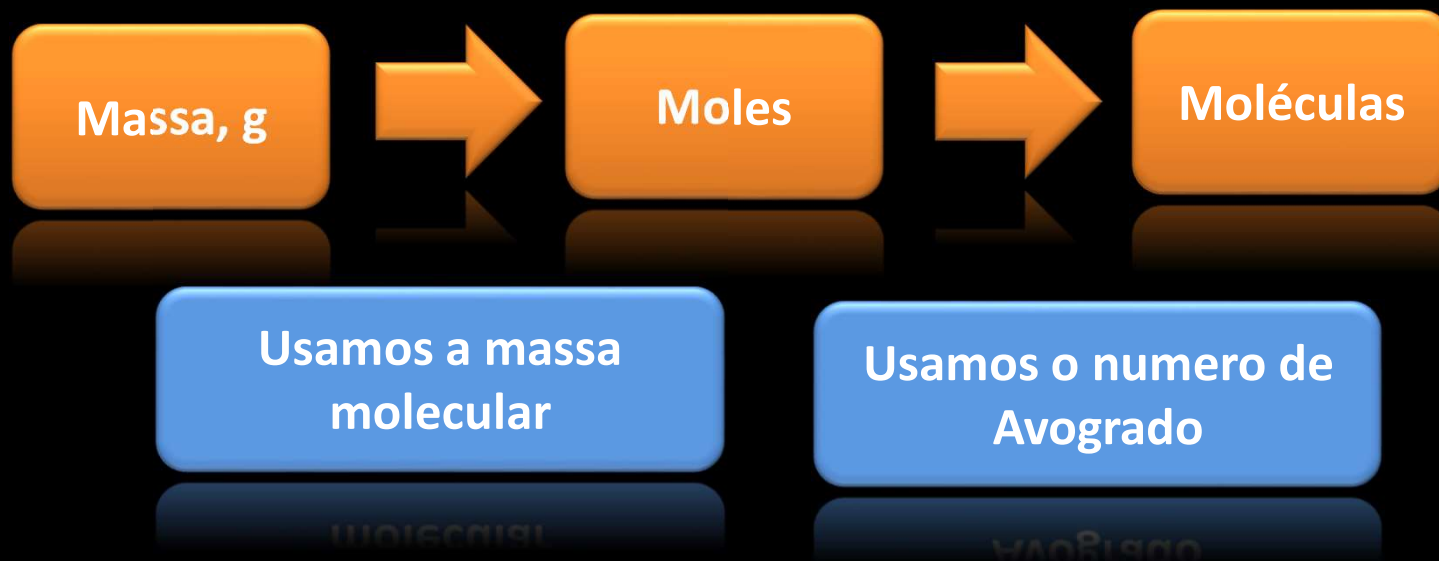 Massa, g
Moles
Moléculas
Usamos a massa
molecular
Usamos o numero de
Avogrado